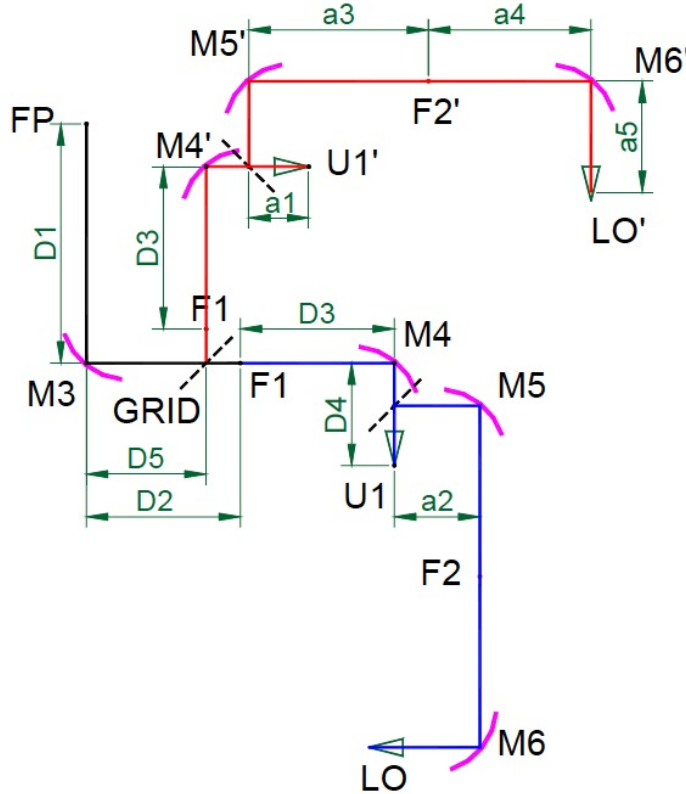 a3
a4
M5'
M6'
F2'
FP
M4'
U1'
a5
a1
LO'
D1
D3
F1
D3
M4
M3
GRID
F1
M5
D4
D5
U1
D2
a2
F2
M6
LO